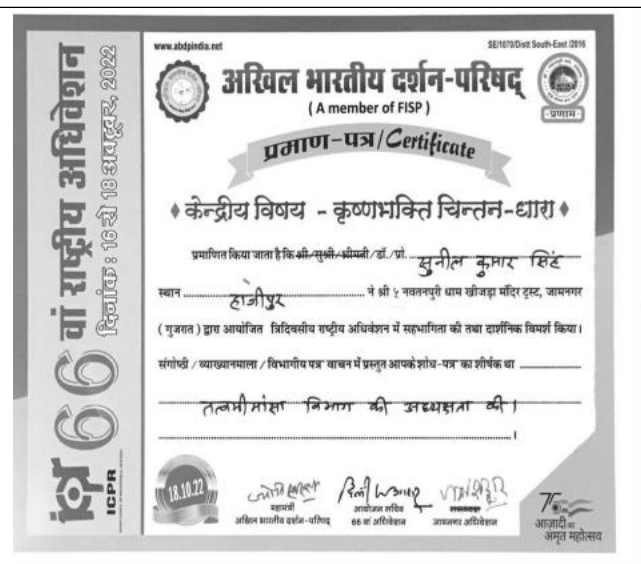 www.abdpindia.net
SE/1070/Distt South-East /2016
अखिल भारतीय दर्शन-परिषद्
( A member of FISP )
प्रणाम
प्रमाण-पत्र/Certificate
केन्द्रीय विषय - कृष्णभक्ति चिन्तन-धारा
प्रमाणित किया जाता है कि श्री/सुश्री/श्रीमती/डॉ./प्रो. सुनील कुमार सिंह
स्थान हाजीपुर ने श्री ५ नवतनपुरी धाम खीजड़ा मंदिर ट्रस्ट, जामनगर
( गुजरात ) द्वारा आयोजित त्रिदिवसीय राष्ट्रीय अधिवेशन में सहभागिता की तथा दार्शनिक विमर्श किया।
संगोष्ठी / व्याख्यानमाला / विभागीय पत्र वाचन में प्रस्तुत आपके शोध-पत्र का शीर्षक था
तत्वमीमांसा विभाग की अध्यक्षता की।
18.10.22
महामंत्री
अखिल भारतीय दर्शन-परिषद्
आयोजन सचिव
66 वां अधिवेशन
जामनगर अधिवेशन
75
आज़ादी का
अमृत महोत्सव
66 वां राष्ट्रीय अधिवेशन
दिनांक : 16 से 18 अक्टूबर, 2022
ICPR